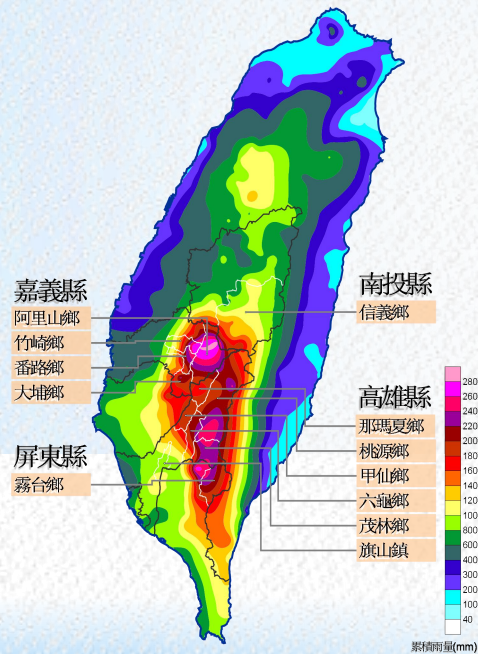 嘉義縣
阿里山鄉
竹崎鄉
番路鄉
大埔鄉
屏東縣
霧台鄉
南投縣
信義鄉
高雄縣
那瑪夏鄉
桃源鄉
甲仙鄉
六龜鄉
茂林鄉
旗山鎮
280
260
240
220
200
180
160
140
120
100
800
600
400
300
200
100
40
累積雨量(mm)